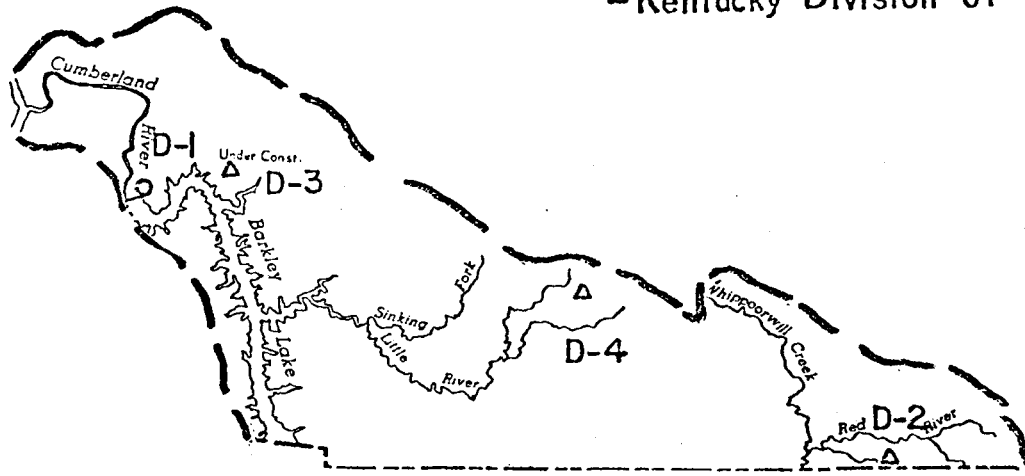 Kentucky Division of
Cumberland
River
D-1
Under Const.
D-3
Barkley
Lake
Sinking
Fork
Little
River
D-4
Whippoorwill
Creek
Red
D-2
River